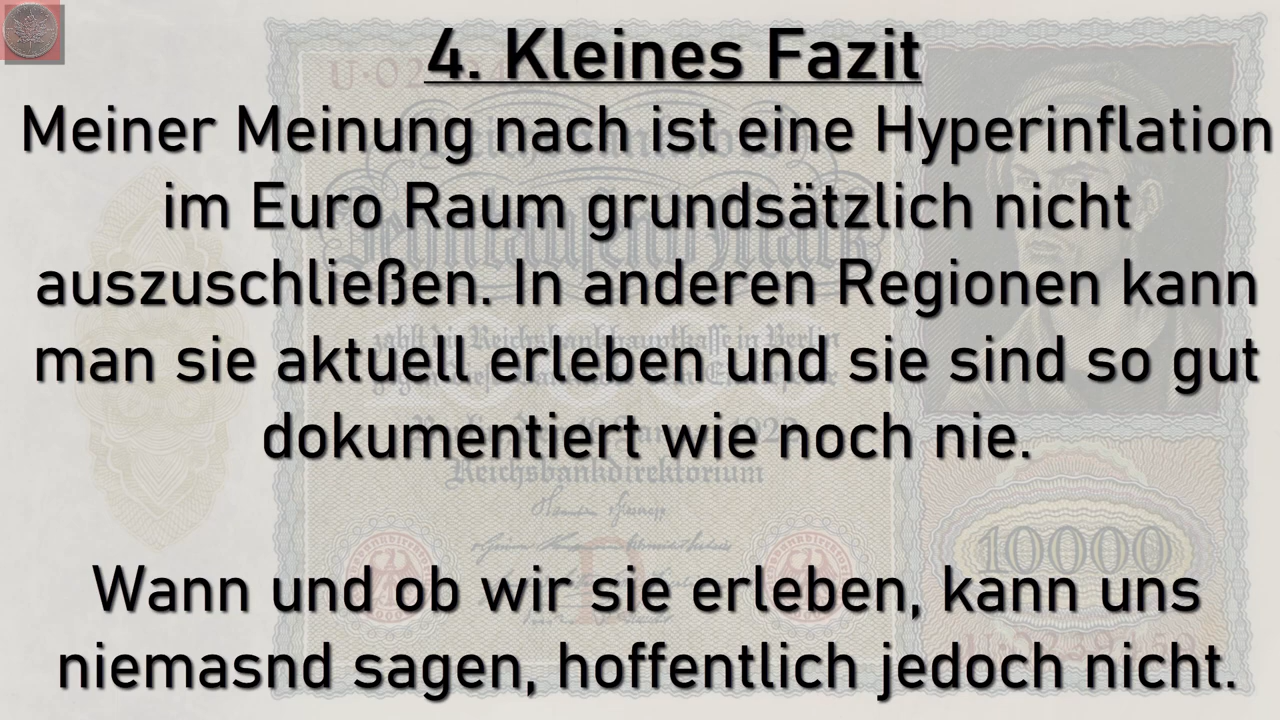 4. Kleines Fazit
Meiner Meinung nach ist eine Hyperinflation
im Euro Raum grundsätzlich nicht
auszuschließen. In anderen Regionen kann
man sie aktuell erleben und sie sind so gut
dokumentiert wie noch nie.
Reichsbankdirektorium
10000
Wann und ob wir sie erleben, kann uns
niemasnd sagen, hoffentlich jedoch nicht.